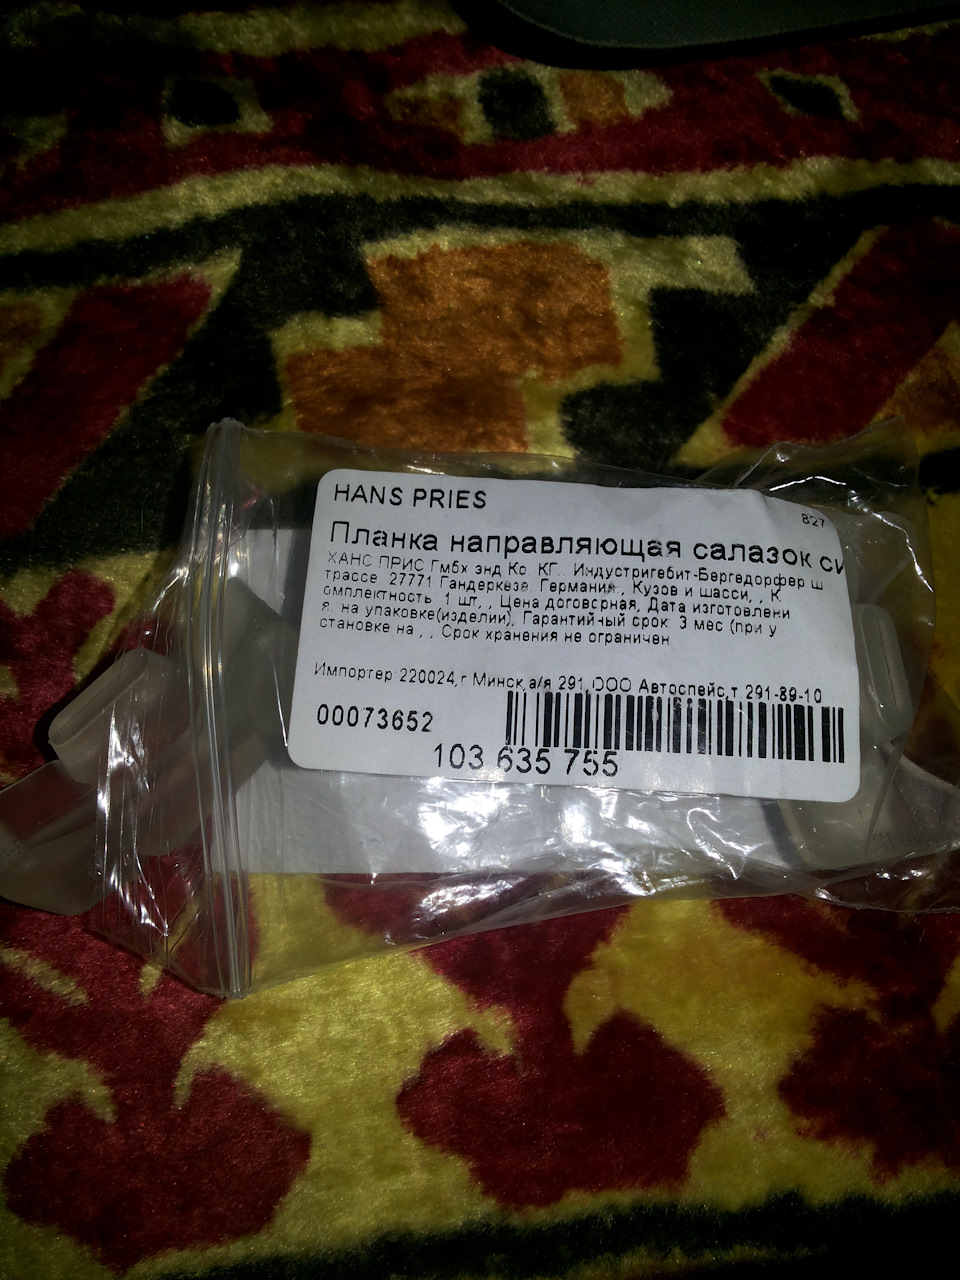 HANS PRIES
827
Планка направляющая салазок си
ХАНС ПРИС Гмбх энд Ко. КГ., Индустригебит-Бергедорфер ш
трассе, 27771 Гандеркезе, Германия, , Кузов и шасси, , К
омплектность: 1 шт, , Цена договорная, Дата изготовлени
я: на упаковке(изделии), Гарантийный срок: 3 мес (при у
становке на , , Срок хранения не ограничен
Импортер:220024,г Минск,а/я 291,ООО Автоспейс,т.291-89-10
00073652
103 635 755